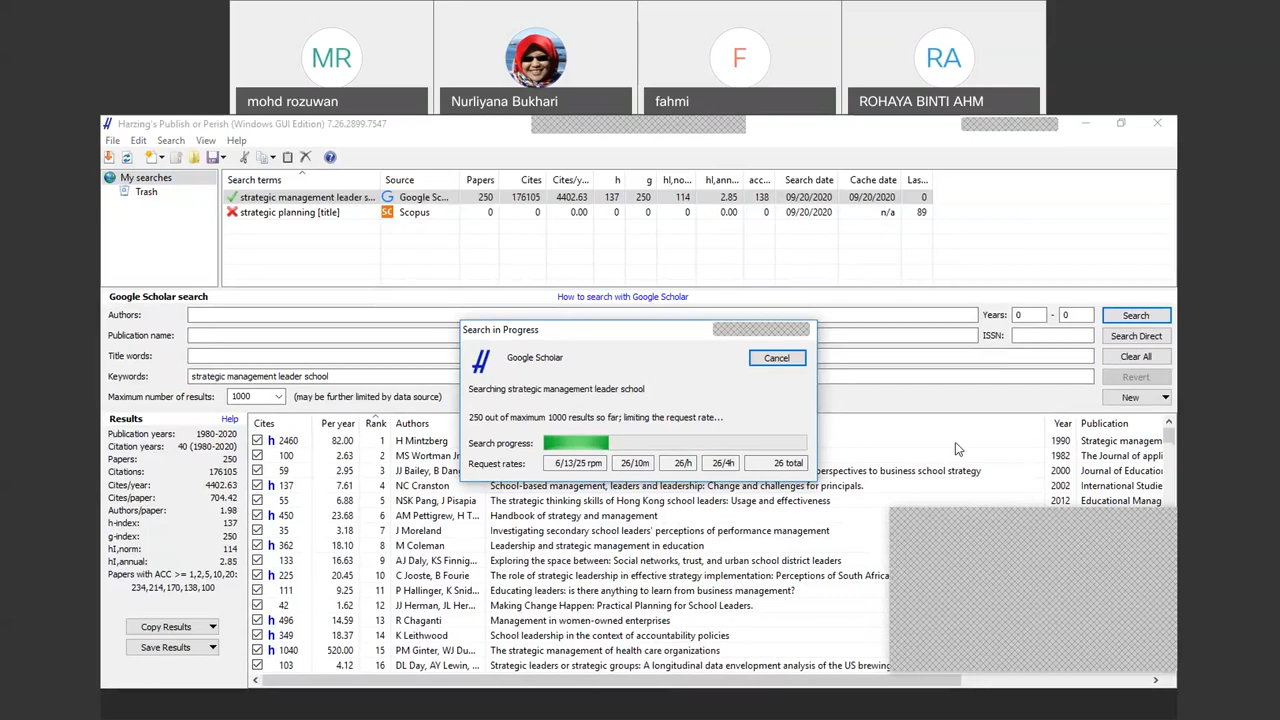 MR
F
RA
mohd rozuwan
Nurliyana Bukhari
fahmi
ROHAYA BINTI AHM
Harzing's Publish or Perish (Windows GUI Edition) 7.26.2899.7547
File Edit Search View Help
My searches
Trash
Search terms Source Papers Cites Cites/y... h g hI,no... hI,ann... acc... Search date Cache date Las...
strategic management leader s... Google Sc... 250 176105 4402.63 137 250 114 2.85 138 09/20/2020 09/20/2020 0
strategic planning [title] SC Scopus 0 0 0.00 0 0 0 0.00 0 09/20/2020 n/a 89
Google Scholar search
How to search with Google Scholar
Authors: Years: 0 - 0 Search
Publication name: ISSN: Search Direct
Title words: Clear All
Keywords: strategic management leader school Revert
Maximum number of results: 1000 (may be further limited by data source) New
Search in Progress
Google Scholar
Cancel
Searching strategic management leader school
250 out of maximum 1000 results so far; limiting the request rate...
Search progress:
Request rates: 6/13/25 rpm 26/10m 26/h 26/4h 26 total
Results Help
Publication years: 1980-2020
Citation years: 40 (1980-2020)
Papers: 250
Citations: 176105
Cites/year: 4402.63
Cites/paper: 704.42
Authors/paper: 1.98
h-index: 137
g-index: 250
hI,norm: 114
hI,annual: 2.85
Papers with ACC >= 1,2,5,10,20:
234,214,170,138,100
Copy Results
Save Results
Cites Per year Rank Authors Year Publication
h 2460 82.00 1 H Mintzberg 1990 Strategic managem
100 2.63 2 MS Wortman Jr 1982 The Journal of appli
59 2.95 3 JJ Bailey, B Dang erspectives to business school strategy 2000 Journal of Education
h 137 7.61 4 NC Cranston School-based management, leaders and leadership: Change and challenges for principals. 2002 International Studie
55 6.88 5 NSK Pang, J Pisapia The strategic thinking skills of Hong Kong school leaders: Usage and effectiveness 2012 Educational Manag
h 450 23.68 6 AM Pettigrew, H T... Handbook of strategy and management
35 3.18 7 J Moreland Investigating secondary school leaders' perceptions of performance management
h 362 18.10 8 M Coleman Leadership and strategic management in education
133 16.63 9 AJ Daly, KS Finnig... Exploring the space between: Social networks, trust, and urban school district leaders
h 225 20.45 10 C Jooste, B Fourie The role of strategic leadership in effective strategy implementation: Perceptions of South Africa
111 9.25 11 P Hallinger, K Snid... Educating leaders: is there anything to learn from business management?
42 1.62 12 JJ Herman, JL Her... Making Change Happen: Practical Planning for School Leaders.
h 496 14.59 13 R Chaganti Management in women-owned enterprises
h 349 18.37 14 K Leithwood School leadership in the context of accountability policies
h 1040 520.00 15 PM Ginter, WJ Du... The strategic management of health care organizations
103 4.12 16 DL Day, AY Lewin, ... Strategic leaders or strategic groups: A longitudinal data envelopment analysis of the US brewing